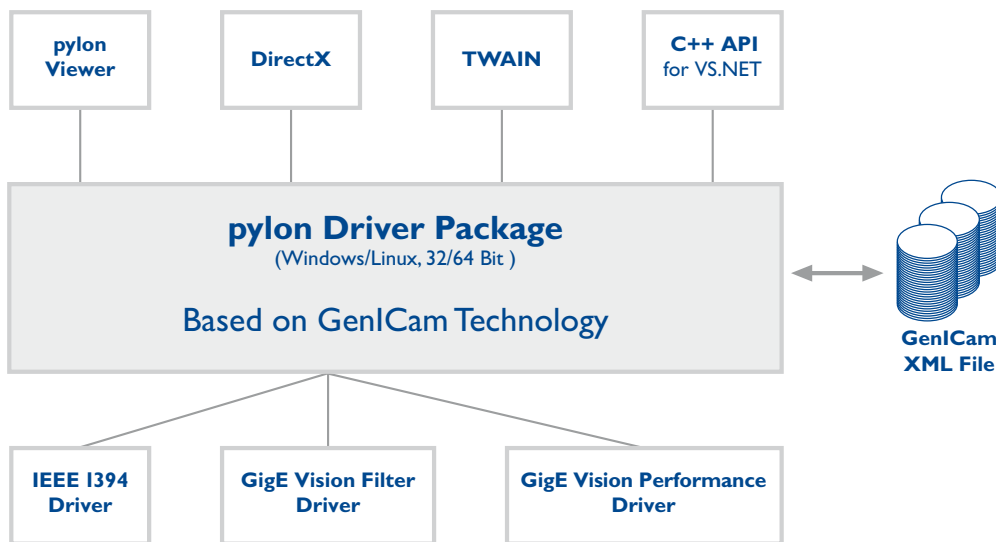 pylon
Viewer
DirectX
TWAIN
C++ API
for VS.NET
pylon Driver Package
(Windows/Linux, 32/64 Bit )
Based on GenICam Technology
GenICam
XML File
IEEE 1394
Driver
GigE Vision Filter
Driver
GigE Vision Performance
Driver